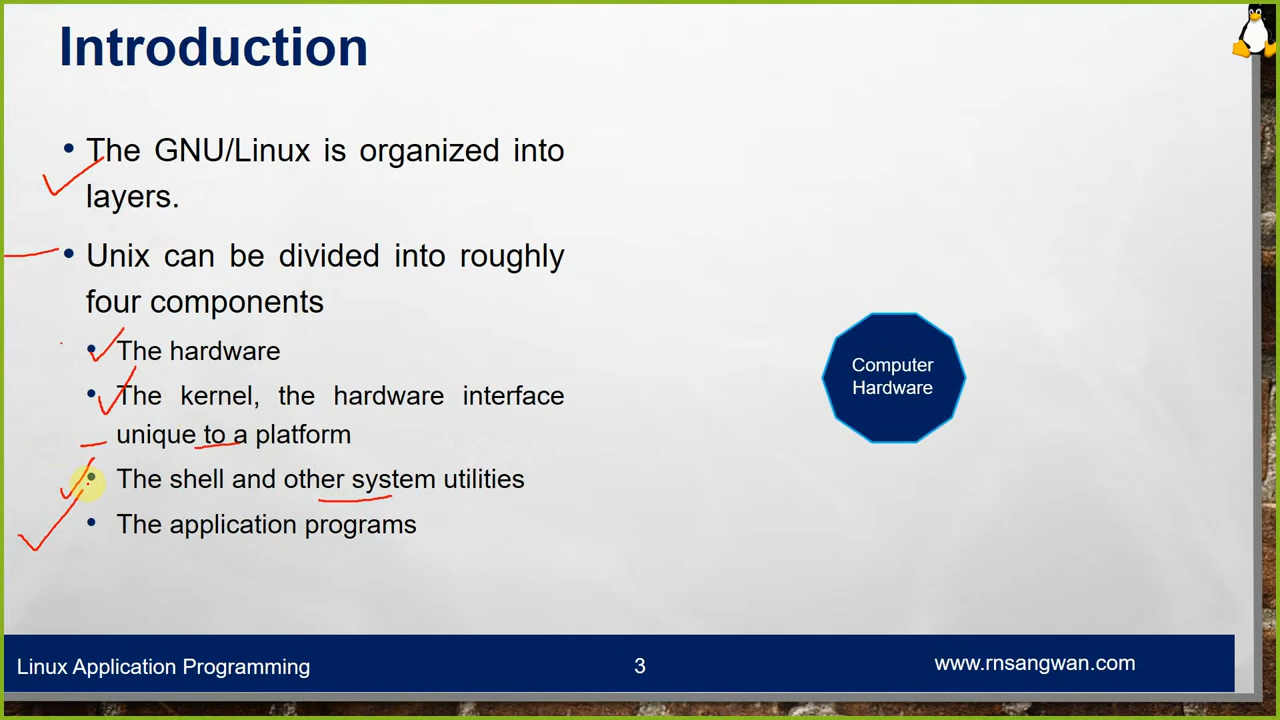 Introduction
• The GNU/Linux is organized into
layers.
• Unix can be divided into roughly
four components
• The hardware
• The kernel, the hardware interface
unique to a platform
• The shell and other system utilities
• The application programs
Computer
Hardware
Linux Application Programming
3
www.rnsangwan.com